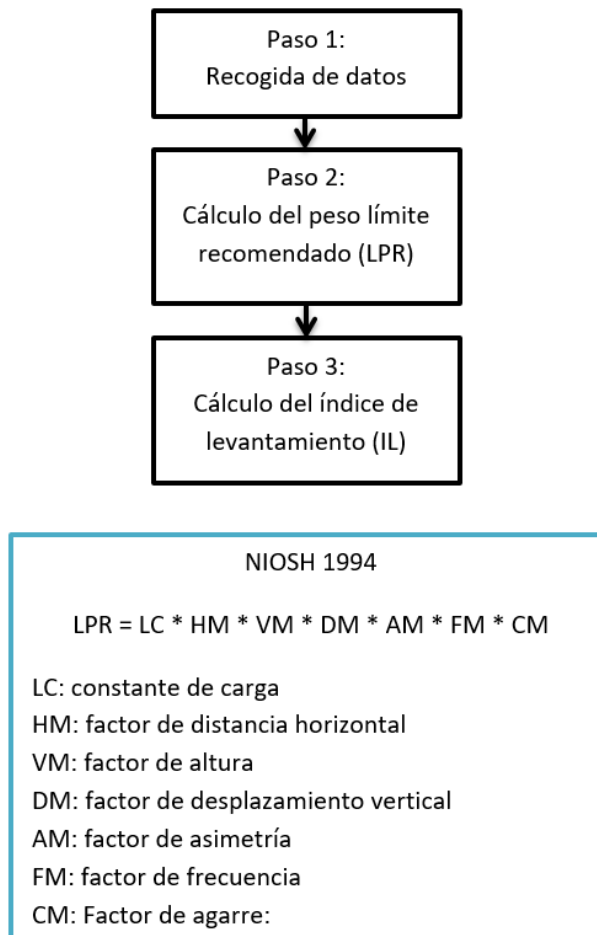 Paso 1:
Recogida de datos
Paso 2:
Cálculo del peso límite
recomendado (LPR)
Paso 3:
Cálculo del índice de
levantamiento (IL)
NIOSH 1994
LPR = LC * HM * VM * DM * AM * FM * CM
LC: constante de carga
HM: factor de distancia horizontal
VM: factor de altura
DM: factor de desplazamiento vertical
AM: factor de asimetría
FM: factor de frecuencia
CM: Factor de agarre: